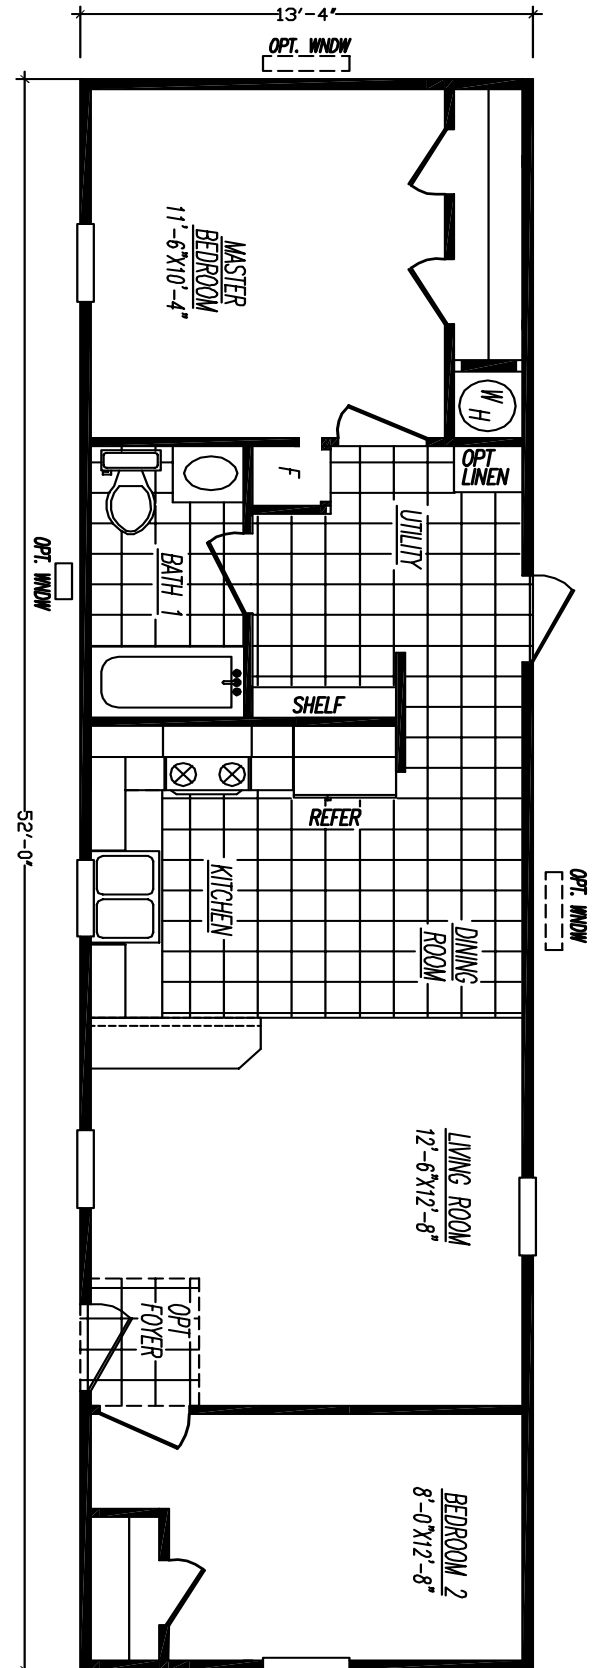 13'-4"
OPT. WNDW
MASTER
BEDROOM
11'-6"X10'-4"
W H
OPT
LINEN
F
UTILITY
OPT. WNDW
BATH 1
SHELF
REFER
52'-0"
KITCHEN
OPT. WNDW
DINING
ROOM
LIVING ROOM
12'-6"X12'-8"
OPT
FOYER
BEDROOM 2
8'-0"X12'-8"